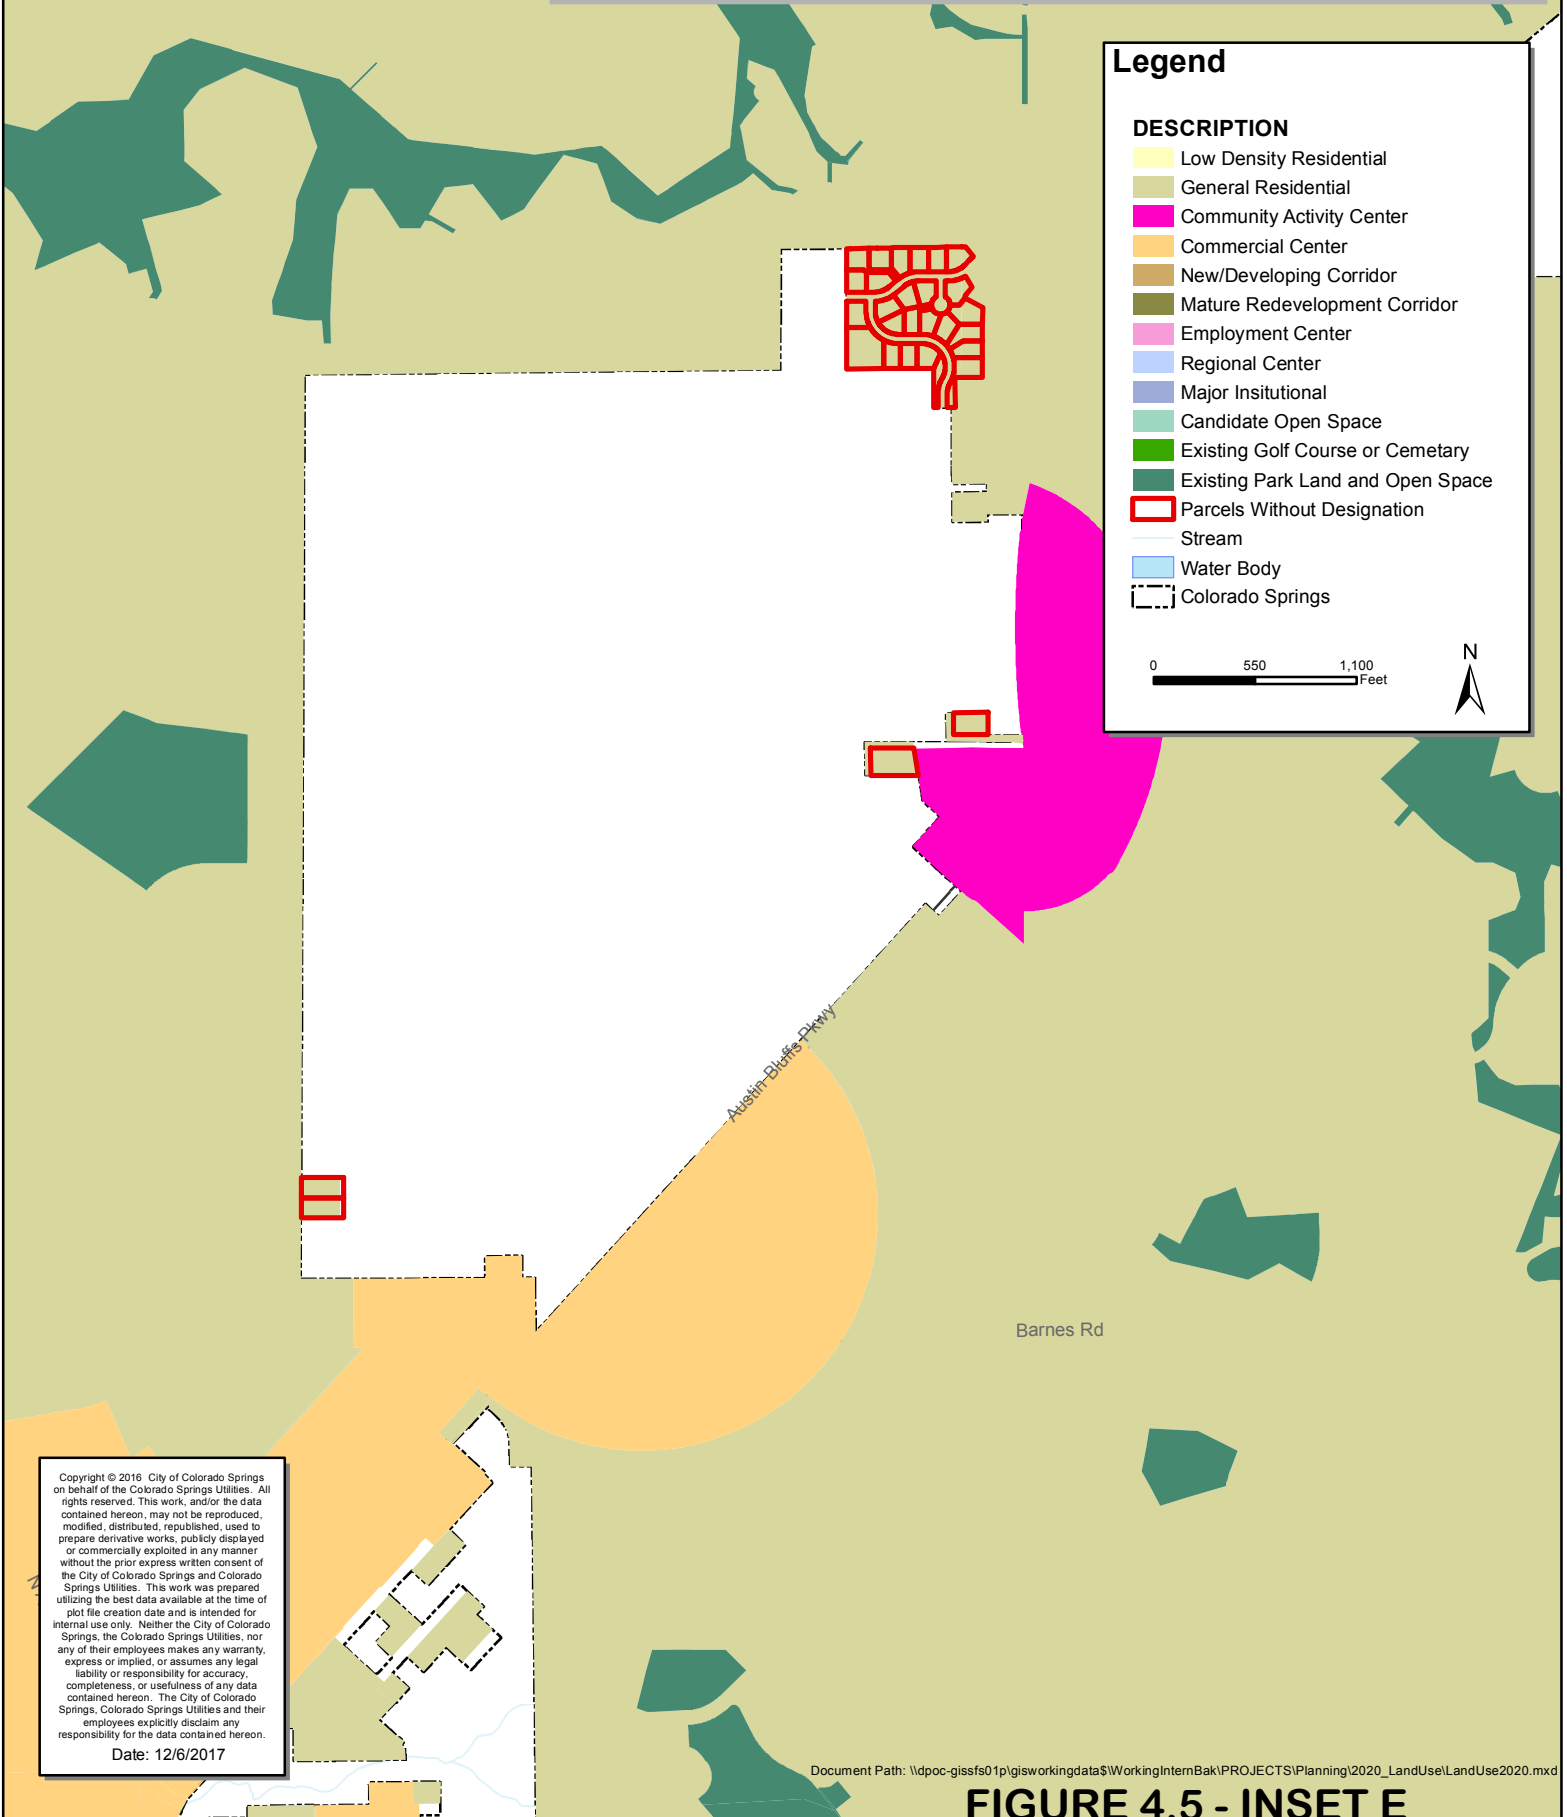 Legend
DESCRIPTION
Low Density Residential
General Residential
Community Activity Center
Commercial Center
New/Developing Corridor
Mature Redevelopment Corridor
Employment Center
Regional Center
Major Insitutional
Candidate Open Space
Existing Golf Course or Cemetary
Existing Park Land and Open Space
Parcels Without Designation
Stream
Water Body
Colorado Springs
0 550 1,100
Feet
N
Austin Bluffs Pkwy
Barnes Rd
Copyright © 2016 City of Colorado Springs
on behalf of the Colorado Springs Utilities. All
rights reserved. This work, and/or the data
contained hereon, may not be reproduced,
modified, distributed, republished, used to
prepare derivative works, publicly displayed
or commercially exploited in any manner
without the prior express written consent of
the City of Colorado Springs and Colorado
Springs Utilities. This work was prepared
utilizing the best data available at the time of
plot file creation date and is intended for
internal use only. Neither the City of Colorado
Springs, the Colorado Springs Utilities, nor
any of their employees makes any warranty,
express or implied, or assumes any legal
liability or responsibility for accuracy,
completeness, or usefulness of any data
contained hereon. The City of Colorado
Springs, Colorado Springs Utilities and their
employees explicitly disclaim any
responsibility for the data contained hereon.
Date: 12/6/2017
Document Path: \\dpoc-gissfs01p\gisworkingdata$\WorkingInternBak\PROJECTS\Planning\2020_LandUse\LandUse2020.mxd
FIGURE 4.5 - INSET E